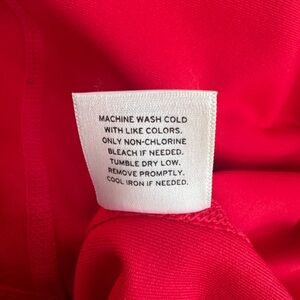 MACHINE WASH COLD
WITH LIKE COLORS.
ONLY NON-CHLORINE
BLEACH IF NEEDED.
TUMBLE DRY LOW.
REMOVE PROMPTLY.
COOL IRON IF NEEDED.